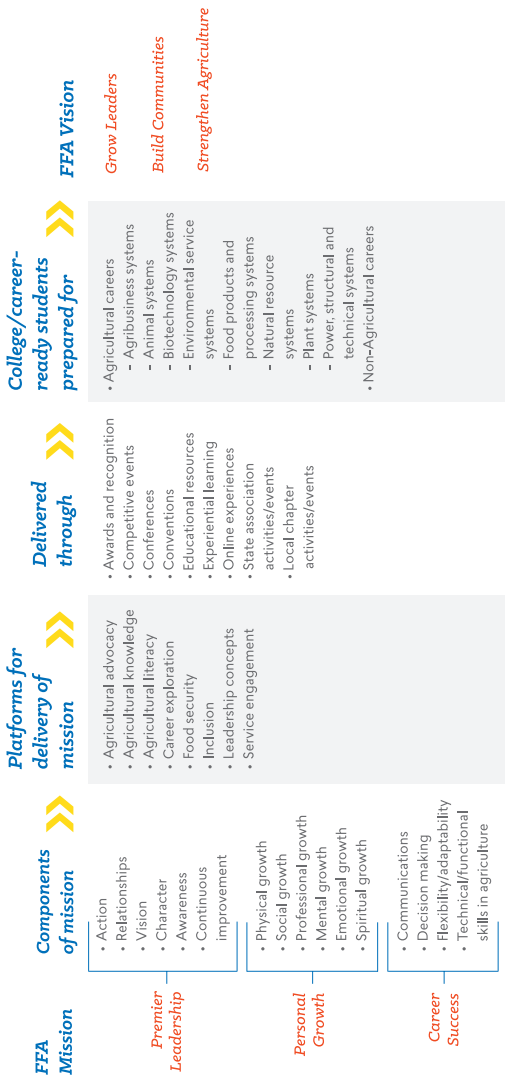 FFA
Mission
Premier
Leadership
Personal
Growth
Career
Success
Components
of mission
• Action
• Relationships
• Vision
• Character
• Awareness
• Continuous
improvement
• Physical growth
• Social growth
• Professional growth
• Mental growth
• Emotional growth
• Spiritual growth
• Communications
• Decision making
• Flexibility/adaptability
• Technical/functional
skills in agriculture
Platforms for
delivery of
mission
• Agricultural advocacy
• Agricultural knowledge
• Agricultural literacy
• Career exploration
• Food security
• Inclusion
• Leadership concepts
• Service engagement
Delivered
through
• Awards and recognition
• Competitive events
• Conferences
• Conventions
• Educational resources
• Experiential learning
• Online experiences
• State association
activities/events
• Local chapter
activities/events
College/career-
ready students
prepared for
• Agricultural careers
– Agribusiness systems
– Animal systems
– Biotechnology systems
– Environmental service
systems
– Food products and
processing systems
– Natural resource
systems
– Plant systems
– Power, structural and
technical systems
• Non-Agricultural careers
FFA Vision
Grow Leaders
Build Communities
Strengthen Agriculture